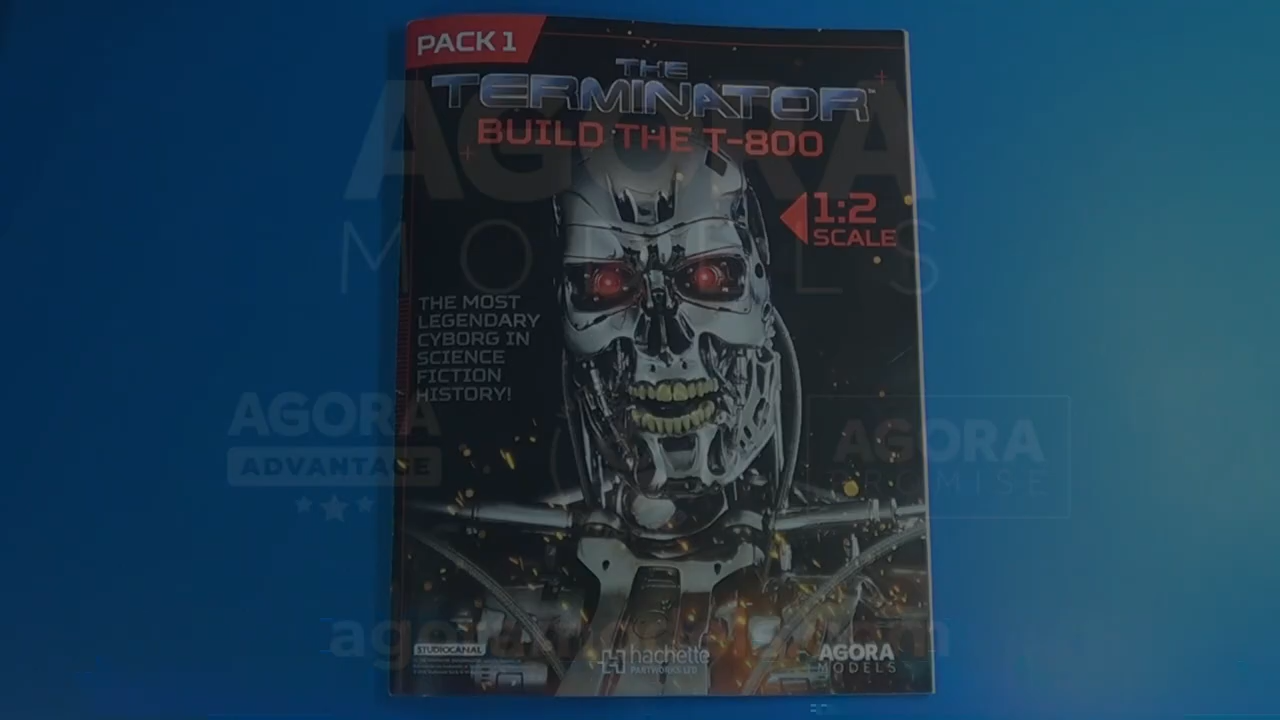 PACK 1
THE
TERMINATOR™
BUILD THE T-800
AGORA
MODELS
1:2
SCALE
THE MOST
LEGENDARY
CYBORG IN
SCIENCE
FICTION
HISTORY!
AGORA
ADVANTAGE
AGORA
PROMISE
STUDIOCANAL
hachette
PARTWORKS LTD
AGORA
MODELS